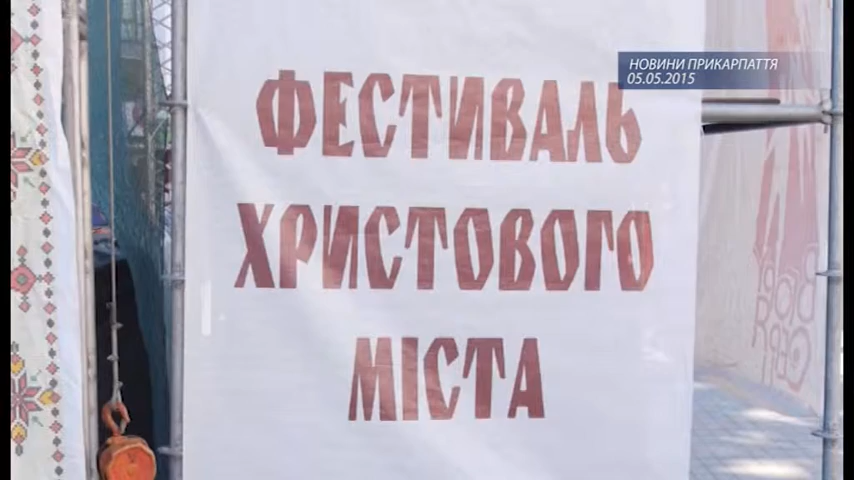 НОВИНИ ПРИКАРПАТТЯ
05.05.2015
ФЕСТИВАЛЬ
ХРИСТОВОГО
МІСТА